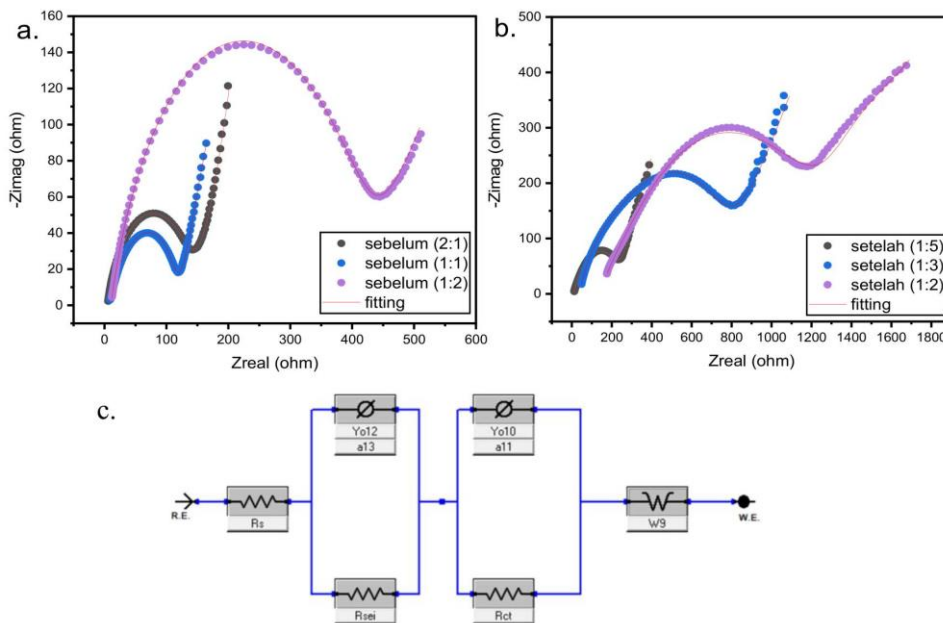 a.
160
140
120
100
80
60
40
20
0
-Zimag (ohm)
0 100 200 300 400 500 600
Zreal (ohm)
sebelum (2:1)
sebelum (1:1)
sebelum (1:2)
fitting
b.
500
400
300
200
100
0
-Zimag (ohm)
0 200 400 600 800 1000 1200 1400 1600 1800
Zreal (ohm)
setelah (1:5)
setelah (1:3)
setelah (1:2)
fitting
c.
Yo12
a13
Yo10
a11
R.E.
Rs
W9
W.E.
Rsei
Rct